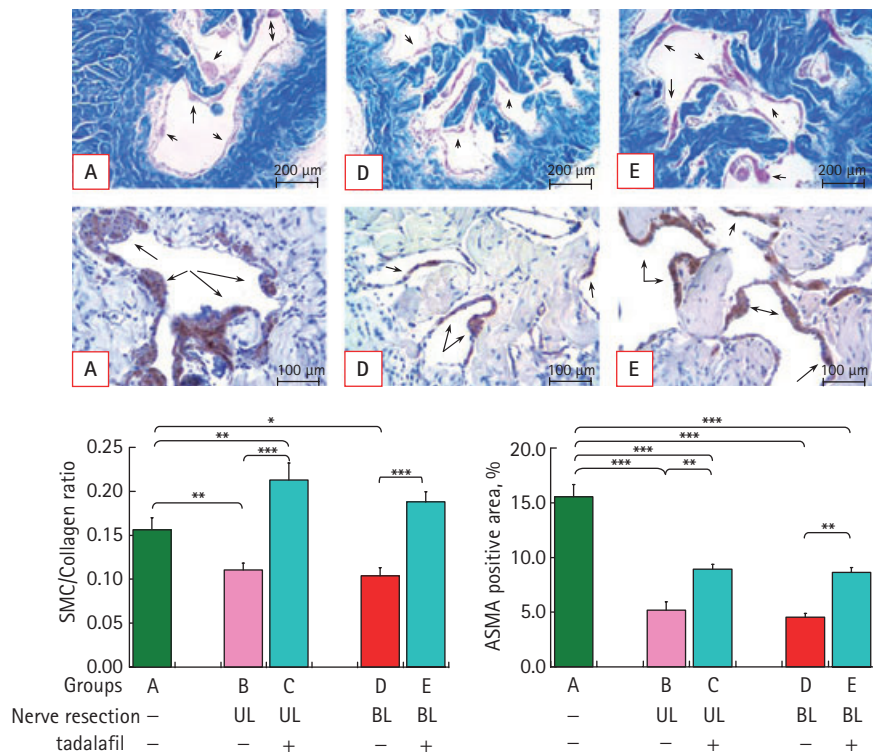 A 200 µm D 200 µm E 200 µm
A 100 µm D 100 µm E 100 µm
SMC/Collagen ratio
0.25
0.20
0.15
0.10
0.05
0.00
* ** *** ** ***
ASMA positive area, %
20.0
15.0
10.0
5.0
0.0
*** *** *** *** ** **
Groups A B C D E A B C D E
Nerve resection – UL UL BL BL – UL UL BL BL
tadalafil – – + – + – – + – +